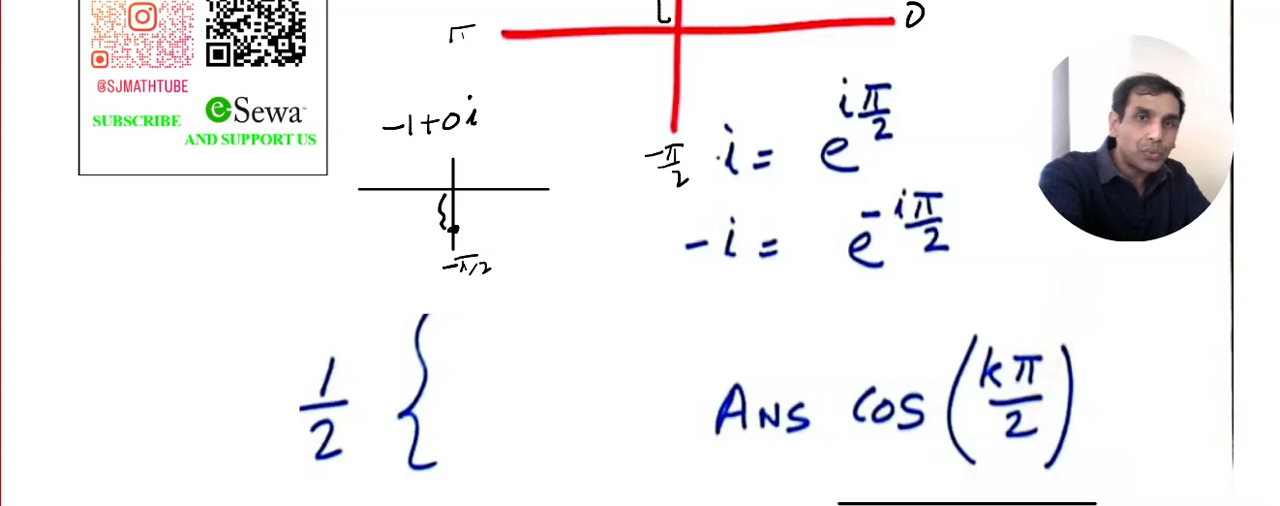 π 0
@SJMATHTUBE
SUBSCRIBE eSewa
AND SUPPORT US
-1+0i
-π/2 i = e^{iπ/2}
-i = e^{-iπ/2}
-π/2
1/2 { Ans cos(kπ/2)